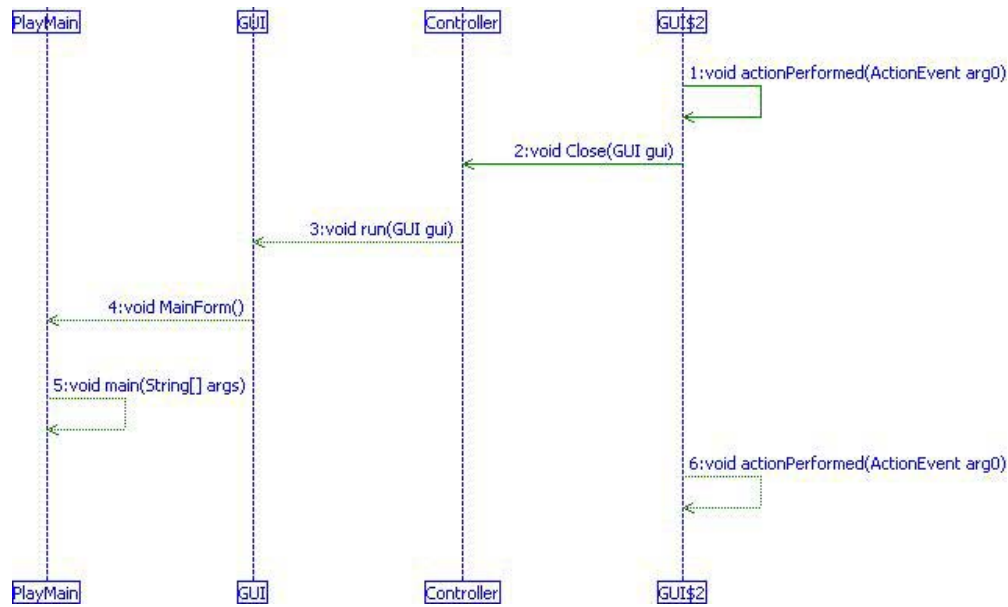 PlayMain GUI Controller GUI$2
1:void actionPerformed(ActionEvent arg0)
2:void Close(GUI gui)
3:void run(GUI gui)
4:void MainForm()
5:void main(String[] args)
6:void actionPerformed(ActionEvent arg0)
PlayMain GUI Controller GUI$2